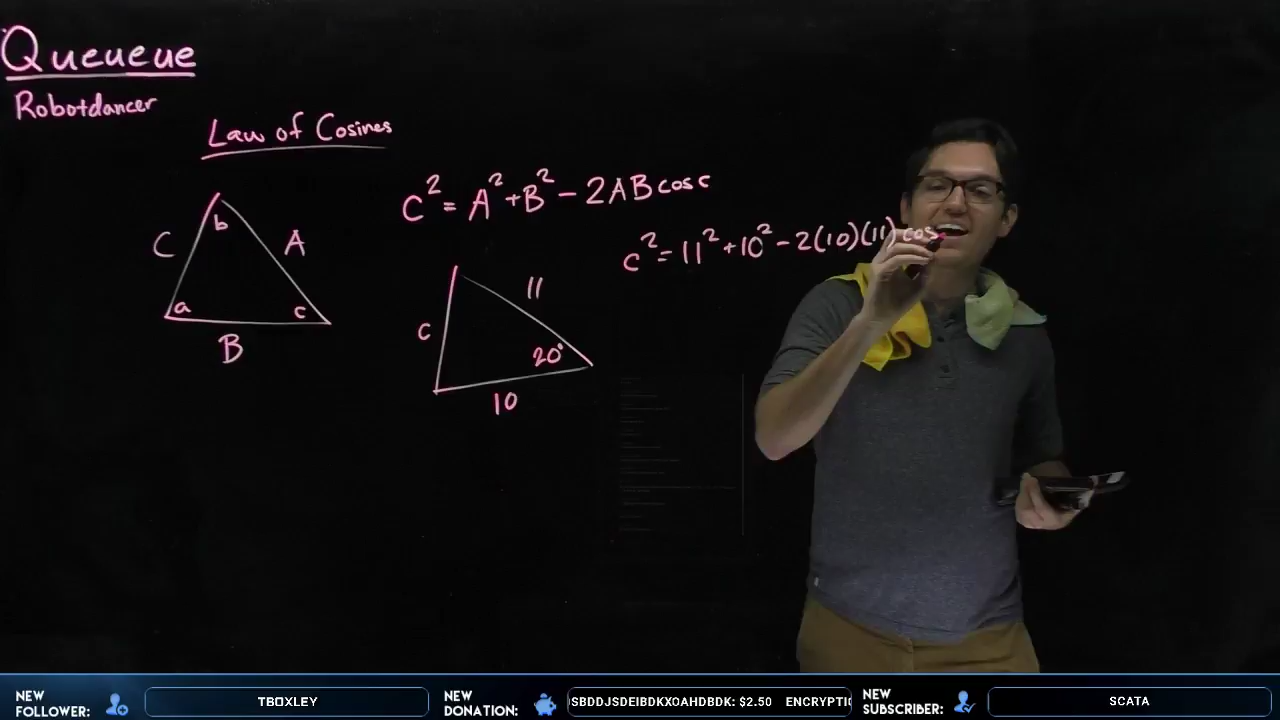 Queueue
Robotdancer
Law of Cosines
C² = A² + B² - 2AB cos c
c² = 11² + 10² - 2(10)(11) cos
C
b
A
a
c
B
11
c
20°
10
NEW FOLLOWER:
TBOXLEY
NEW DONATION:
SBDDJSDEIBDKXOAHDBDK: $2.50 ENCRYPTI
NEW SUBSCRIBER:
SCATA